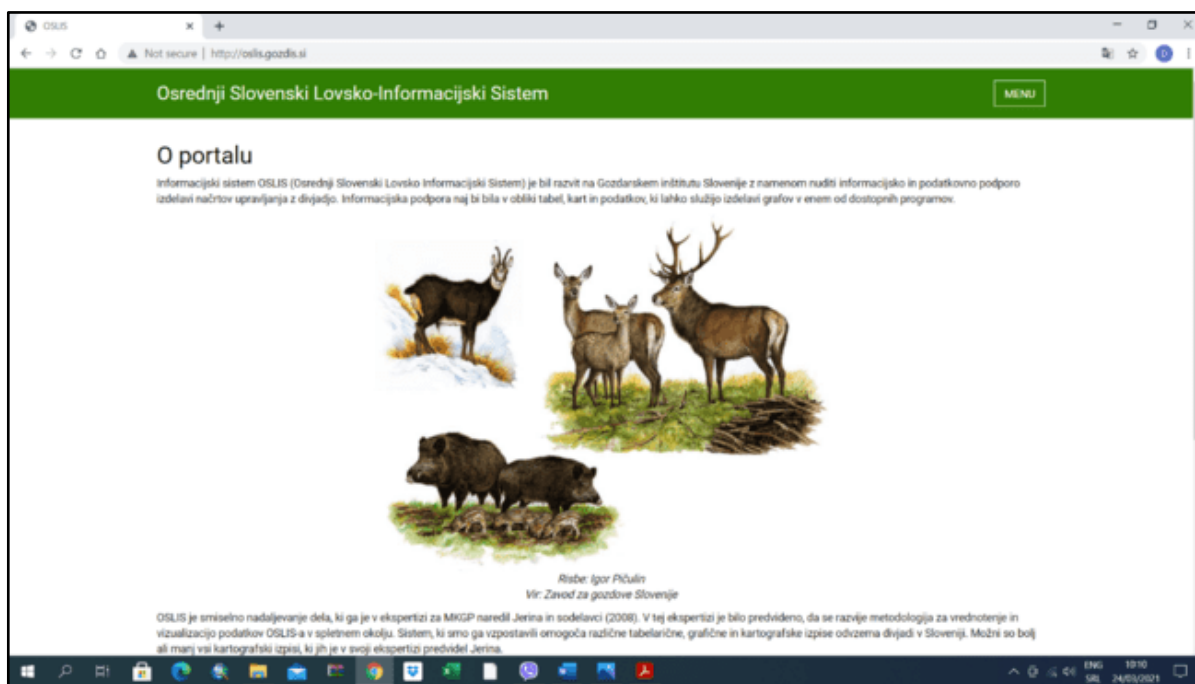 OSLIS
Not secure | http://oslis.gozdis.si
D
Osrednji Slovenski Lovsko-Informacijski Sistem
MENU
O portalu
Informacijski sistem OSLIS (Osrednji Slovenski Lovsko Informacijski Sistem) je bil razvit na Gozdarskem inštitutu Slovenije z namenom nuditi informacijsko in podatkovno podporo
izdelavi načrtov upravljanja z divjadjo. Informacijska podpora naj bi bila v obliki tabel, kart in podatkov, ki lahko služijo izdelavi grafov v enem od dostopnih programov.
Risbe: Igor Pičulin
Vir: Zavod za gozdove Slovenije
OSLIS je smiselno nadaljevanje dela, ki ga je v ekspertizi za MKGP naredil Jerina in sodelavci (2008). V tej ekspertizi je bilo predvideno, da se razvije metodologija za vrednotenje in
vizualizacijo podatkov OSLIS-a v spletnem okolju. Sistem, ki smo ga vzpostavili omogoča različne tabelarične, grafične in kartografske izpise odvzema divjadi v Sloveniji. Možni so bolj
ali manj vsi kartografski izpisi, ki jih je v svoji ekspertizi predvidel Jerina.
ENG 10:10
SRL 24/03/2021